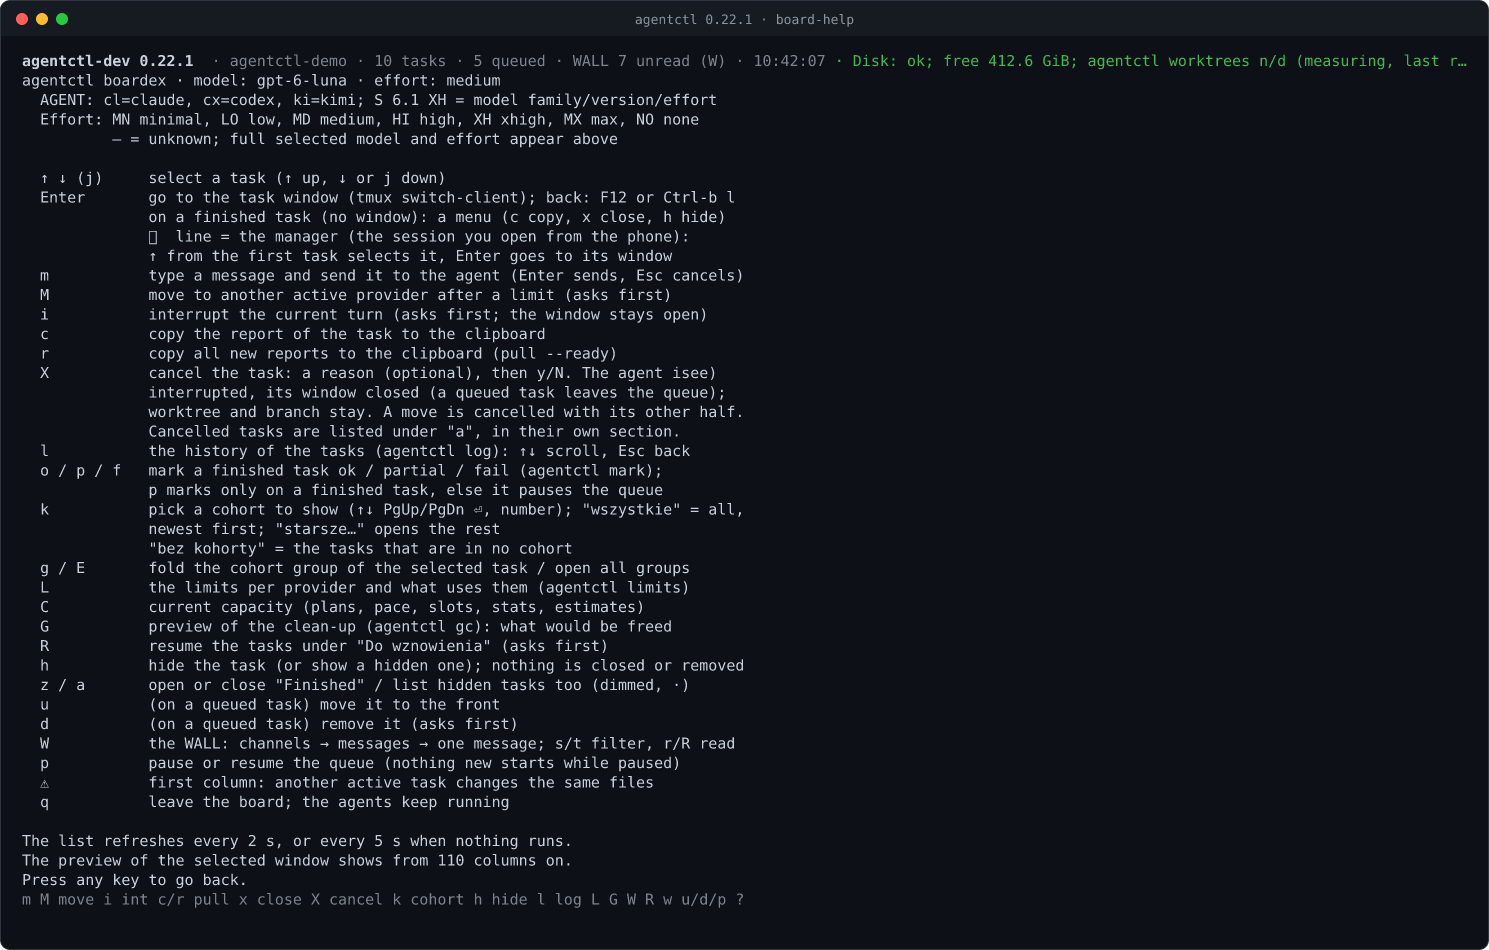 agentctl 0.22.1 · board-help
agentctl-dev 0.22.1 · agentctl-demo · 10 tasks · 5 queued · WALL 7 unread (W) · 10:42:07 · Disk: ok; free 412.6 GiB; agentctl worktrees n/d (measuring, last r…
agentctl boardex · model: gpt-6-luna · effort: medium
AGENT: cl=claude, cx=codex, ki=kimi; S 6.1 XH = model family/version/effort
Effort: MN minimal, LO low, MD medium, HI high, XH xhigh, MX max, NO none
— = unknown; full selected model and effort appear above
↑ ↓ (j) select a task (↑ up, ↓ or j down)
Enter go to the task window (tmux switch-client); back: F12 or Ctrl-b l
on a finished task (no window): a menu (c copy, x close, h hide)
line = the manager (the session you open from the phone):
↑ from the first task selects it, Enter goes to its window
m type a message and send it to the agent (Enter sends, Esc cancels)
M move to another active provider after a limit (asks first)
i interrupt the current turn (asks first; the window stays open)
c copy the report of the task to the clipboard
r copy all new reports to the clipboard (pull --ready)
X cancel the task: a reason (optional), then y/N. The agent isee)
interrupted, its window closed (a queued task leaves the queue);
worktree and branch stay. A move is cancelled with its other half.
Cancelled tasks are listed under "a", in their own section.
l the history of the tasks (agentctl log): ↑↓ scroll, Esc back
o / p / f mark a finished task ok / partial / fail (agentctl mark);
p marks only on a finished task, else it pauses the queue
k pick a cohort to show (↑↓ PgUp/PgDn ⏎, number); "wszystkie" = all,
newest first; "starsze…" opens the rest
"bez kohorty" = the tasks that are in no cohort
g / E fold the cohort group of the selected task / open all groups
L the limits per provider and what uses them (agentctl limits)
C current capacity (plans, pace, slots, stats, estimates)
G preview of the clean-up (agentctl gc): what would be freed
R resume the tasks under "Do wznowienia" (asks first)
h hide the task (or show a hidden one); nothing is closed or removed
z / a open or close "Finished" / list hidden tasks too (dimmed, ·)
u (on a queued task) move it to the front
d (on a queued task) remove it (asks first)
W the WALL: channels → messages → one message; s/t filter, r/R read
p pause or resume the queue (nothing new starts while paused)
⚠ first column: another active task changes the same files
q leave the board; the agents keep running
The list refreshes every 2 s, or every 5 s when nothing runs.
The preview of the selected window shows from 110 columns on.
Press any key to go back.
m M move i int c/r pull x close X cancel k cohort h hide l log L G W R w u/d/p ?